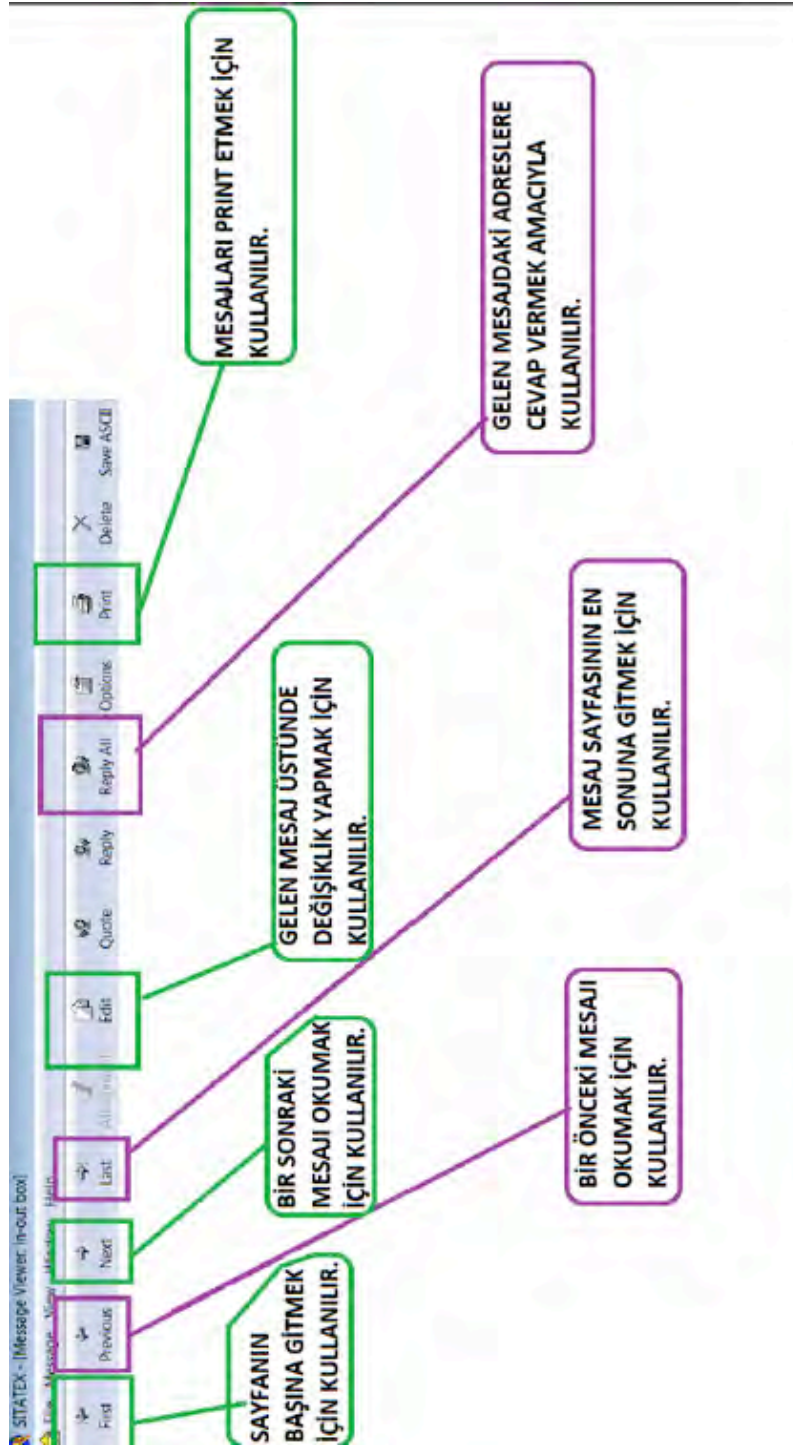 SITATEX - [Message Viewer: in-out box]
File Message View Window Help
First Previous Next Last Edit Quote Reply Reply All Options Print Delete Save ASCII
SAYFANIN
BAŞINA GİTMEK
İÇİN KULLANILIR.
BİR SONRAKİ
MESAJI OKUMAK
İÇİN KULLANILIR.
GELEN MESAJ ÜSTÜNDE
DEĞİŞİKLİK YAPMAK İÇİN
KULLANILIR.
MESAJLARI PRINT ETMEK İÇİN
KULLANILIR.
BİR ÖNCEKİ MESAJI
OKUMAK İÇİN
KULLANILIR.
MESAJ SAYFASININ EN
SONUNA GİTMEK İÇİN
KULLANILIR.
GELEN MESAJDAKİ ADRESLERE
CEVAP VERMEK AMACIYLA
KULLANILIR.